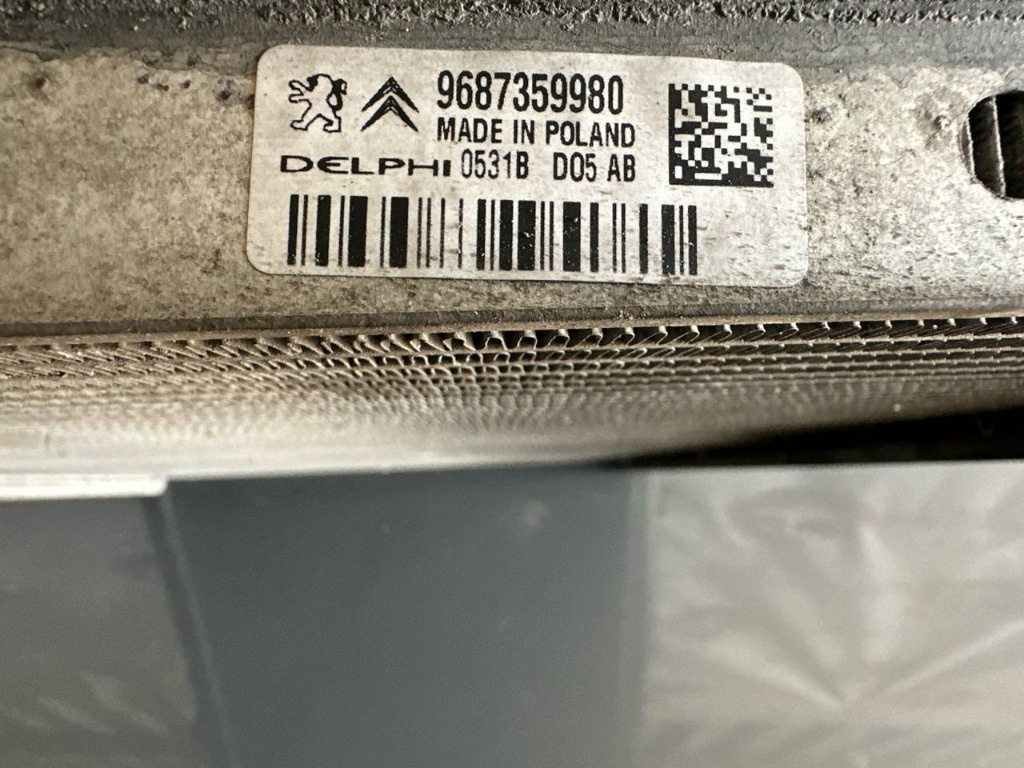 9687359980
MADE IN POLAND
DELPHI 0531B D05 AB